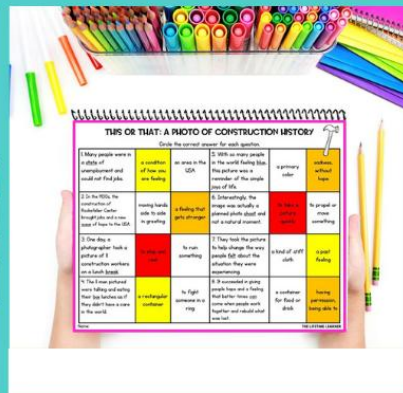 THIS OR THAT: A PHOTO OF CONSTRUCTION HISTORY
Circle the correct answer for each question.
1. Many people were in
a state of
unemployment and
could not find jobs.
a condition
of how you
are feeling
an area in the
USA
5. With so many people
in the world feeling blue,
this picture was a
reminder of the simple
joys of life.
a primary
color
sadness,
without
hope
2. In the 1930s, the
construction of
Rockefeller Center
brought jobs and a new
wave of hope to the USA.
moving hands
side to side
in greeting
a feeling that
gets stronger
6. Interestingly, the
image was actually a
planned photo shoot and
not a natural moment.
to take a
picture
quickly
to propel or
move
something
3. One day, a
photographer took a
picture of 11
construction workers
on a lunch break.
to stop and
rest
to ruin
something
7. They took the picture
to help change the way
people felt about the
situation they were
experiencing.
a kind of stiff
cloth
a past
feeling
4. The 11 men pictured
were talking and eating
their box lunches as if
they didn't have a care
in the world.
a rectangular
container
to fight
someone in a
ring
8. It succeeded in giving
people hope and a feeling
that better times can
come when people work
together and rebuild what
was lost.
a container
for food or
drink
having
permission,
being able to
THE LIFETIME LEARNER